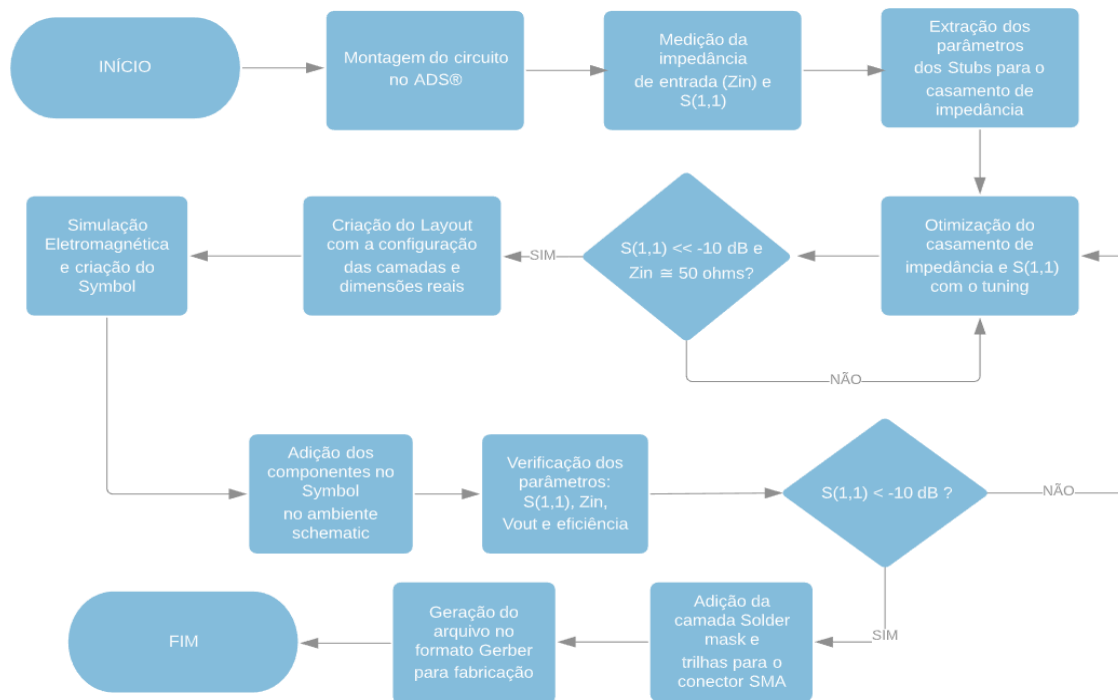 INÍCIO
Montagem do circuito
no ADS®
Medição da
impedância
de entrada (Zin) e
S(1,1)
Extração dos
parâmetros
dos Stubs para o
casamento de
impedância
Otimização do
casamento de
impedância e S(1,1)
com o tuning
S(1,1) << -10 dB e
Zin ≅ 50 ohms?
NÃO
SIM
Criação do Layout
com a configuração
das camadas e
dimensões reais
Simulação
Eletromagnética
e criação do
Symbol
Adição dos
componentes no
Symbol
no ambiente
schematic
Verificação dos
parâmetros:
S(1,1), Zin,
Vout e eficiência
S(1,1) < -10 dB ?
NÃO
SIM
Adição da
camada Solder
mask e
trilhas para o
conector SMA
Geração do
arquivo no
formato Gerber
para fabricação
FIM